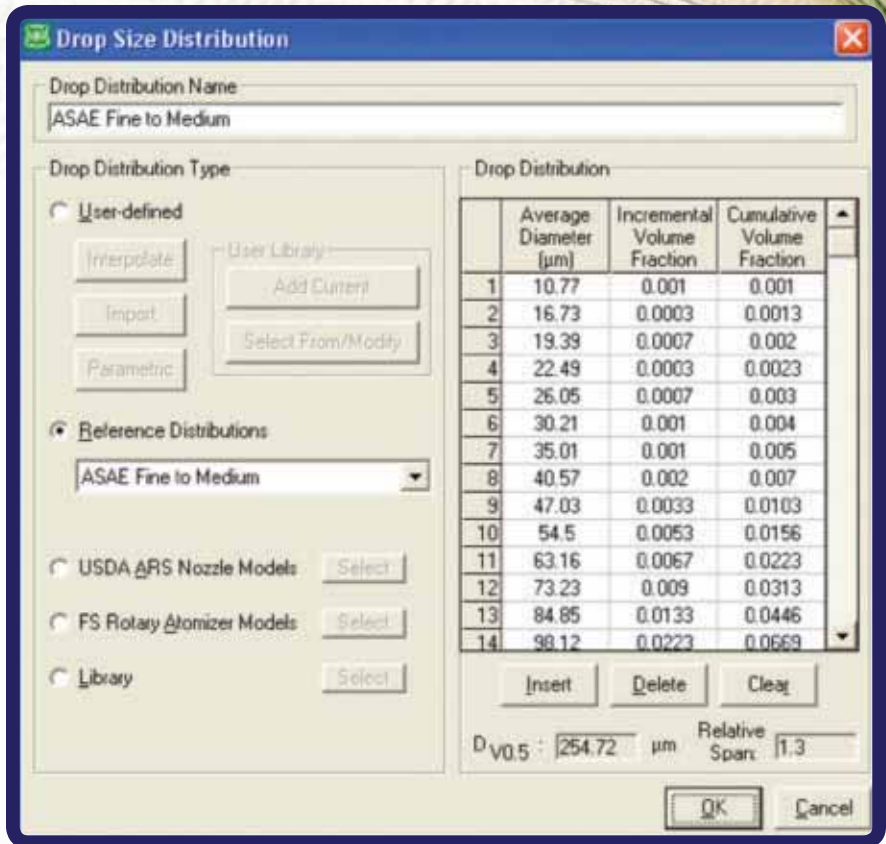 Drop Size Distribution
Drop Distribution Name
ASAE Fine to Medium
Drop Distribution Type
User-defined
Interpolate
Import
Parametric
User Library
Add Current
Select From/Modify
Reference Distributions
ASAE Fine to Medium
USDA ARS Nozzle Models Select
FS Rotary Atomizer Models Select
Library Select
Drop Distribution
Average Diameter (µm) Incremental Volume Fraction Cumulative Volume Fraction
1 10.77 0.001 0.001
2 16.73 0.0003 0.0013
3 19.39 0.0007 0.002
4 22.49 0.0003 0.0023
5 26.05 0.0007 0.003
6 30.21 0.001 0.004
7 35.01 0.001 0.005
8 40.57 0.002 0.007
9 47.03 0.0033 0.0103
10 54.5 0.0053 0.0156
11 63.16 0.0067 0.0223
12 73.23 0.009 0.0313
13 84.85 0.0133 0.0446
14 98.12 0.0223 0.0669
Insert Delete Clear
DV0.5 : 254.72 µm Relative Span: 1.3
OK Cancel